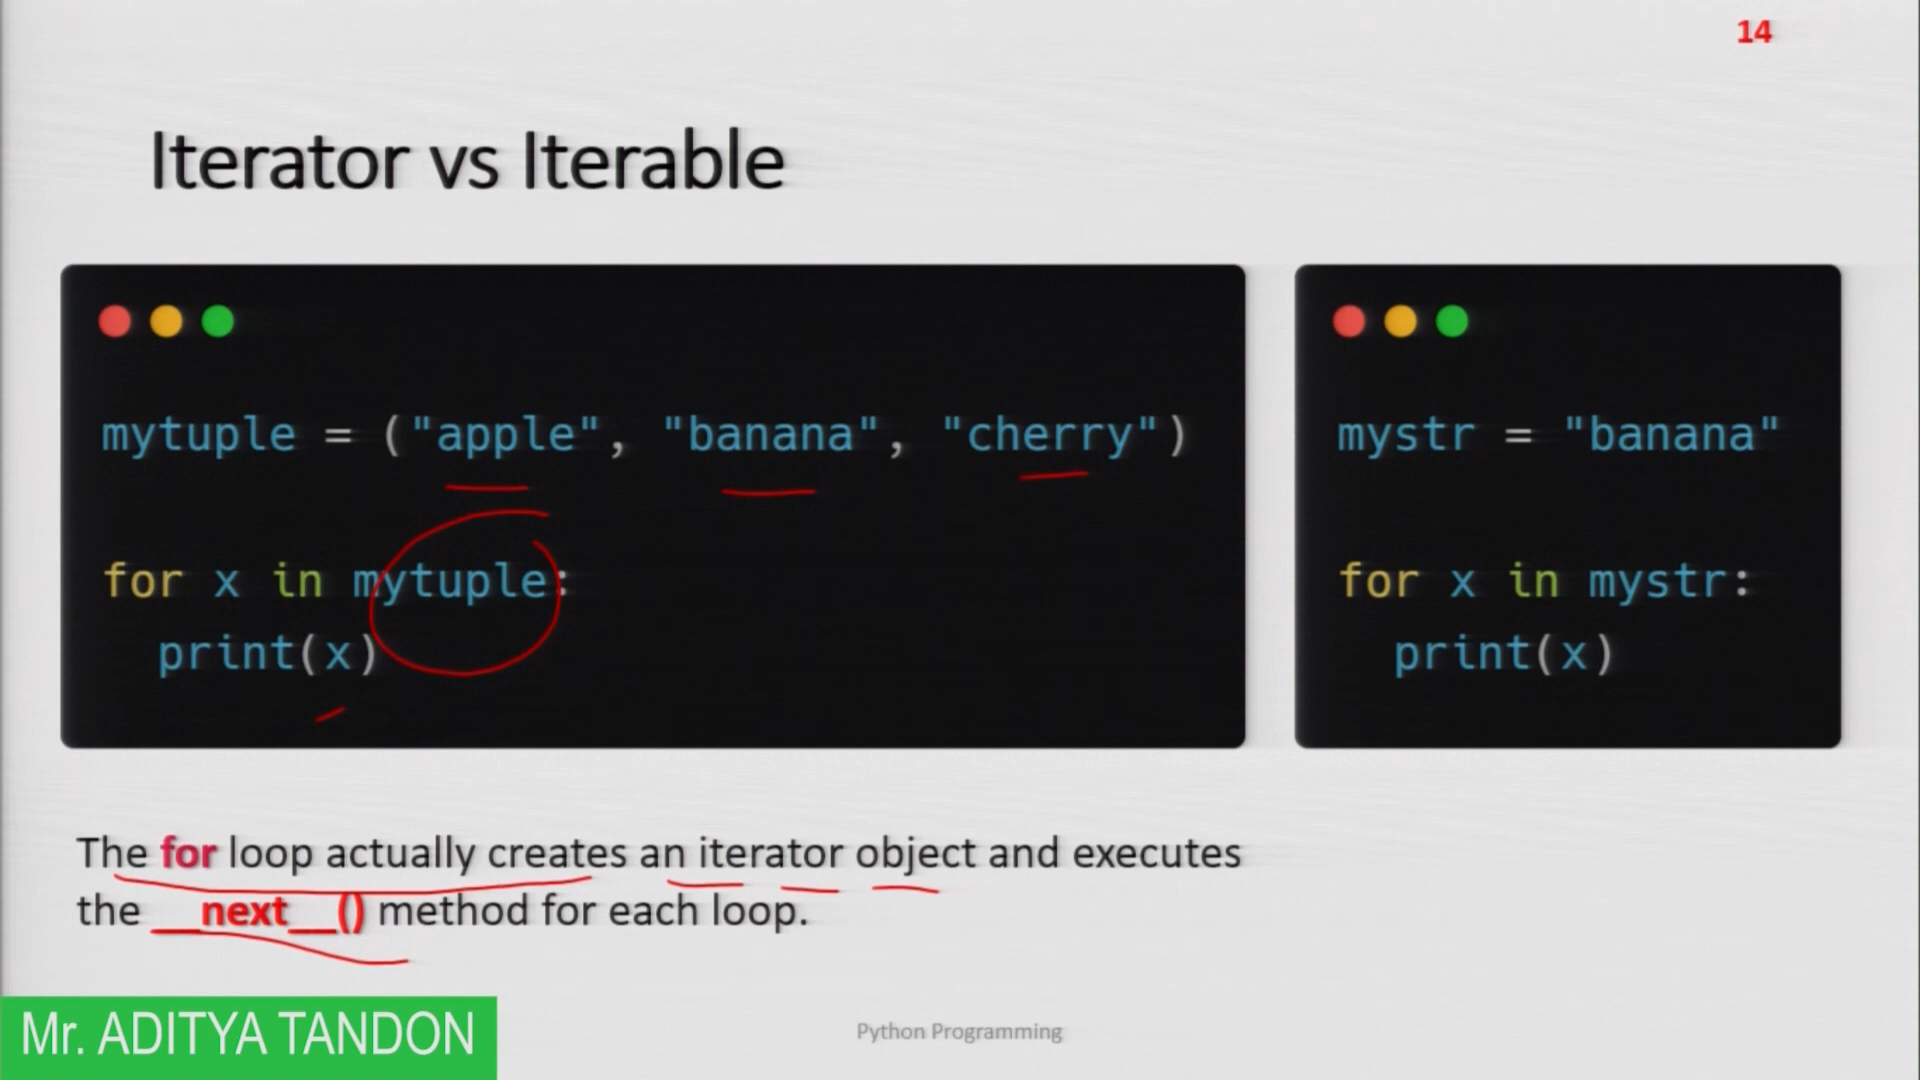 14
Iterator vs Iterable
mytuple = ("apple", "banana", "cherry")
for x in mytuple:
  print(x)
mystr = "banana"
for x in mystr:
  print(x)
The for loop actually creates an iterator object and executes
the __next__() method for each loop.
Mr. ADITYA TANDON
Python Programming